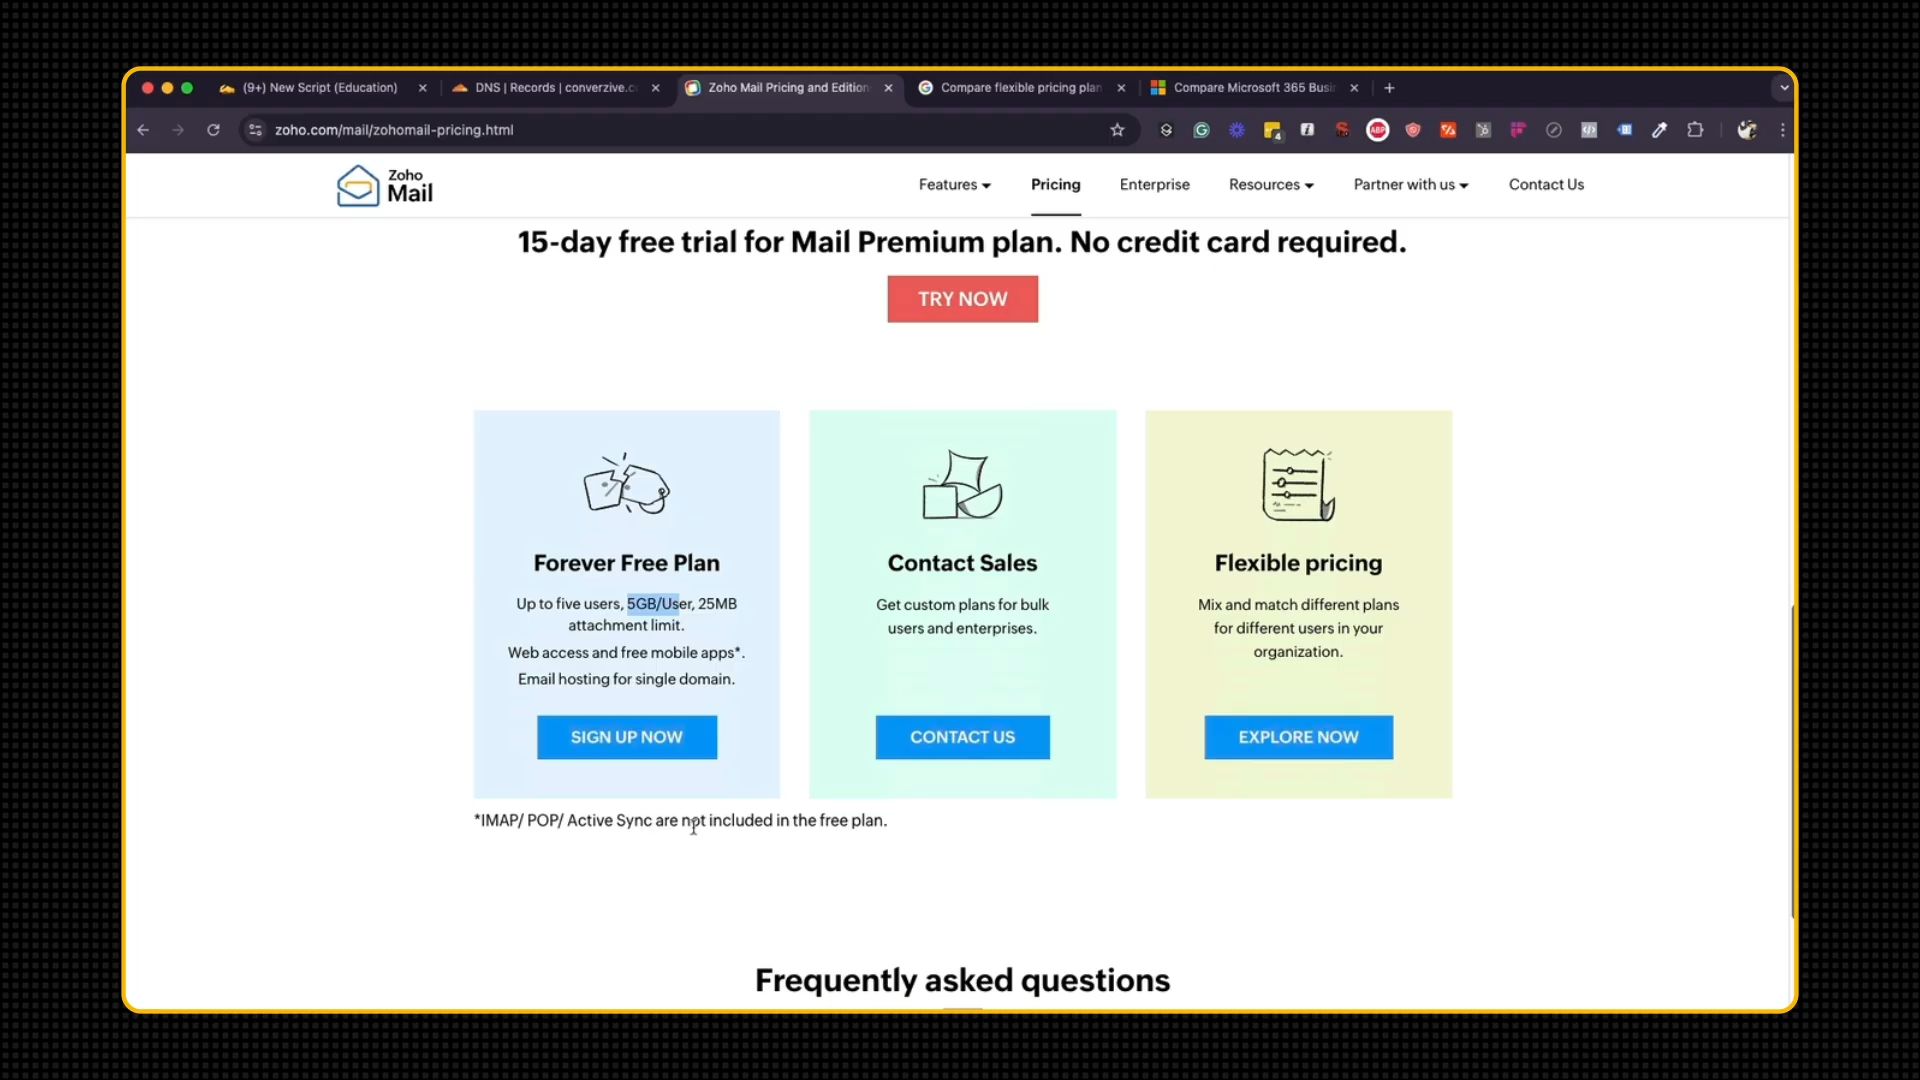 (9+) New Script (Education)
DNS | Records | converzive.c
Zoho Mail Pricing and Edition
Compare flexible pricing plan
Compare Microsoft 365 Busi
zoho.com/mail/zohomail-pricing.html
4
ABP
Zoho
Mail
Features
Pricing
Enterprise
Resources
Partner with us
Contact Us
15-day free trial for Mail Premium plan. No credit card required.
TRY NOW
Forever Free Plan
Up to five users, 5GB/User, 25MB
attachment limit.
Web access and free mobile apps*.
Email hosting for single domain.
SIGN UP NOW
Contact Sales
Get custom plans for bulk
users and enterprises.
CONTACT US
Flexible pricing
Mix and match different plans
for different users in your
organization.
EXPLORE NOW
*IMAP/ POP/ Active Sync are not included in the free plan.
Frequently asked questions